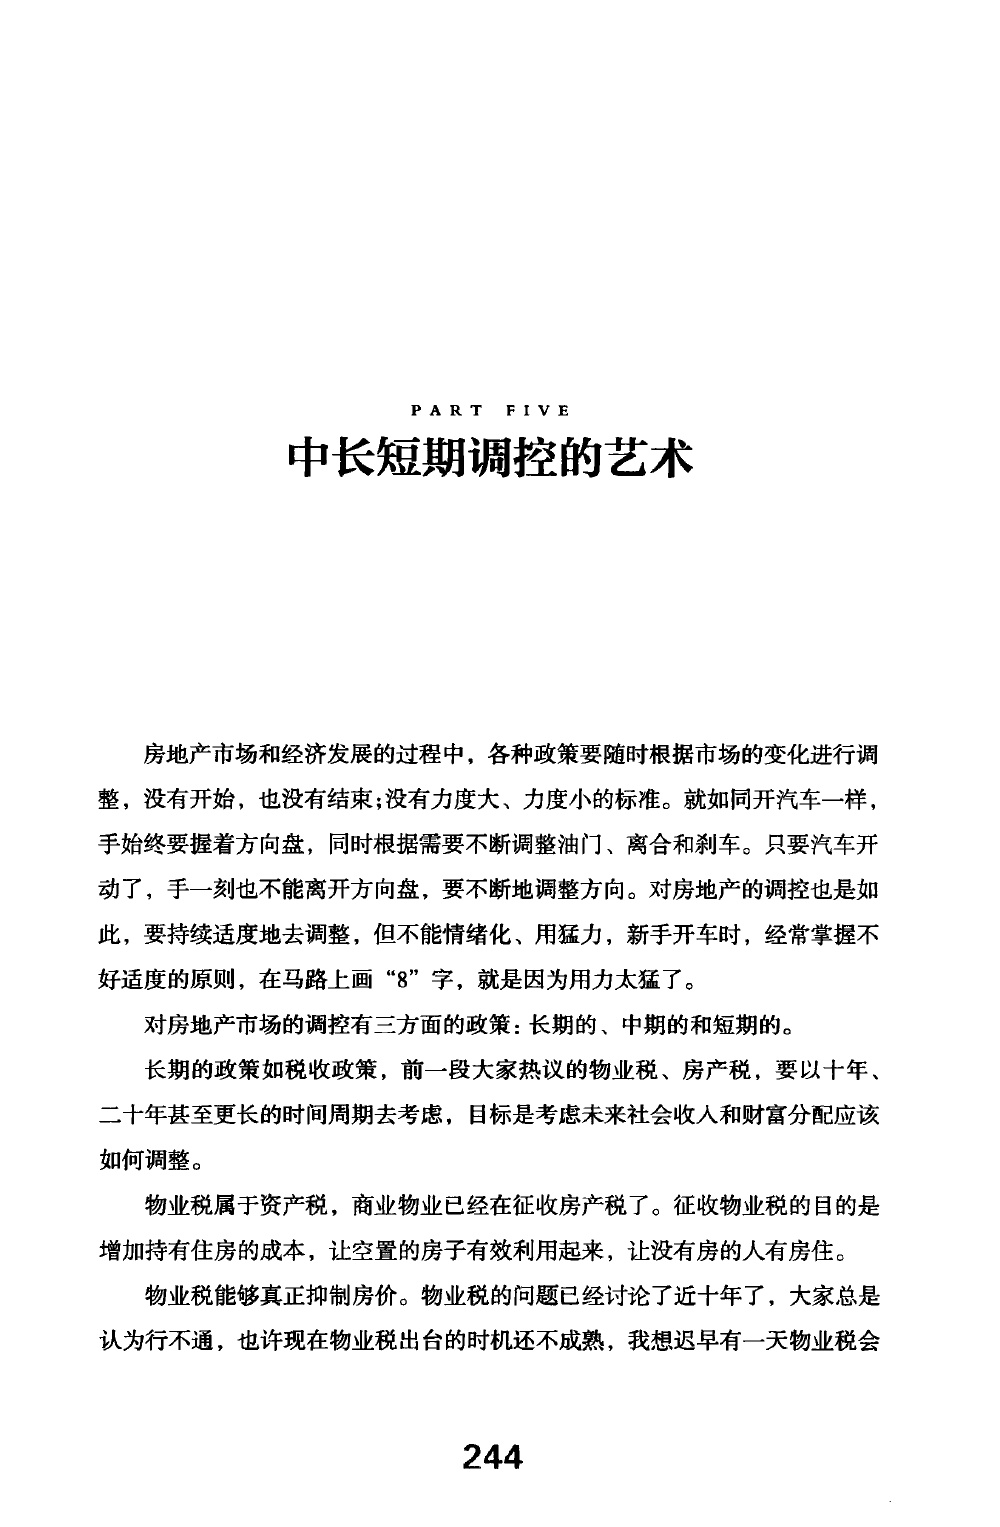 PART FIVE
中长短期调控的艺术
房地产市场和经济发展的过程中，各种政策要随时根据市场的变化进行调
整，没有开始，也没有结束;没有力度大、力度小的标准。就如同开汽车一样，
手始终要握着方向盘，同时根据需要不断调整油门、离合和刹车。只要汽车开
动了，手一刻也不能离开方向盘，要不断地调整方向。对房地产的调控也是如
此，要持续适度地去调整，但不能情绪化、用猛力，新手开车时，经常掌握不
好适度的原则，在马路上画“8”字，就是因为用力太猛了。
对房地产市场的调控有三方面的政策：长期的、中期的和短期的。
长期的政策如税收政策，前一段大家热议的物业税、房产税，要以十年、
二十年甚至更长的时间周期去考虑，目标是考虑未来社会收入和财富分配应该
如何调整。
物业税属于资产税，商业物业已经在征收房产税了。征收物业税的目的是
增加持有住房的成本，让空置的房子有效利用起来，让没有房的人有房住。
物业税能够真正抑制房价。物业税的问题已经讨论了近十年了，大家总是
认为行不通，也许现在物业税出台的时机还不成熟，我想迟早有一天物业税会
244